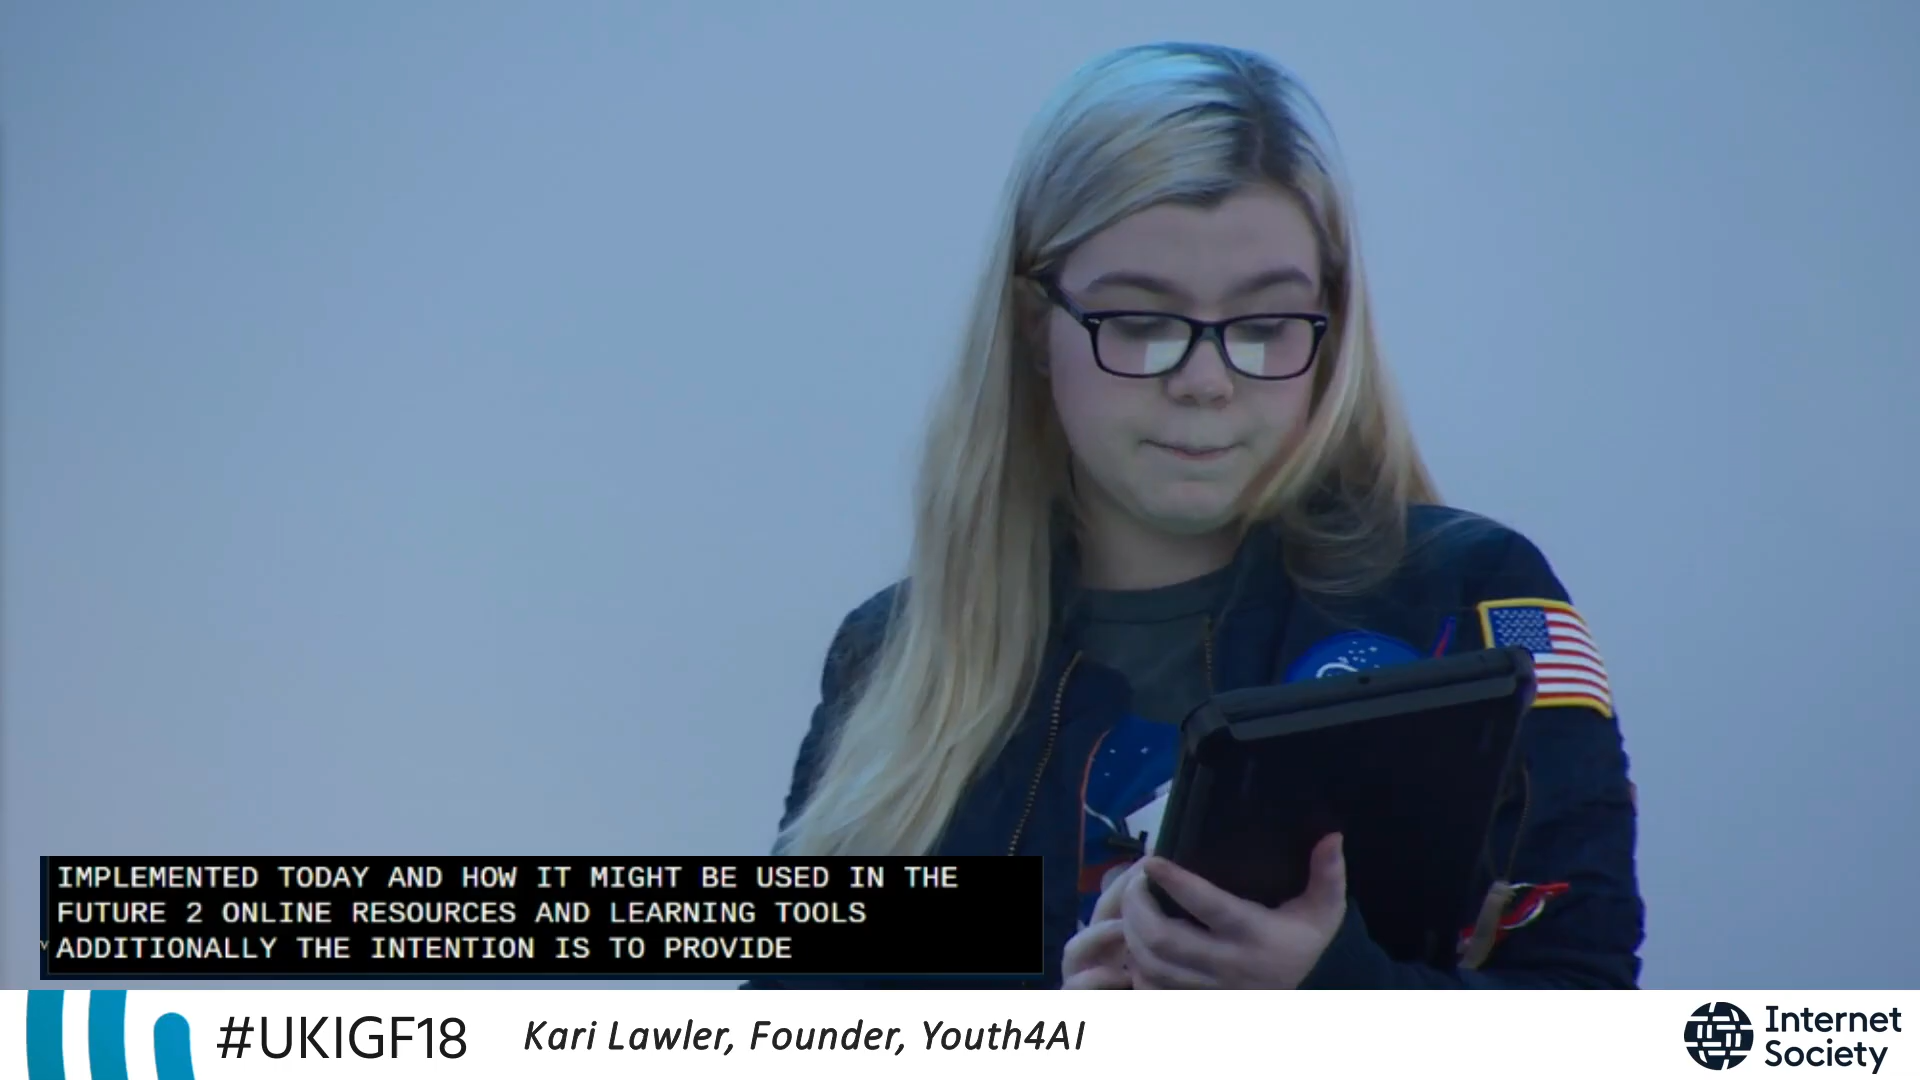 IMPLEMENTED TODAY AND HOW IT MIGHT BE USED IN THE
FUTURE 2 ONLINE RESOURCES AND LEARNING TOOLS
ADDITIONALLY THE INTENTION IS TO PROVIDE
#UKIGF18
Kari Lawler, Founder, Youth4AI
Internet
Society